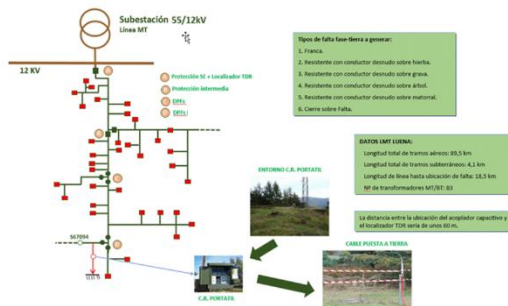 Subestación 55/12kV
Línea MT
12 KV
Protección SE + Localizador TDR
Protección intermedia
DPFs
DPFs
Tipos de falta fase-tierra a generar:
1. Franca.
2. Resistente con conductor desnudo sobre hierba.
3. Resistente con conductor desnudo sobre grava.
4. Resistente con conductor desnudo sobre árbol.
5. Resistente con conductor desnudo sobre matorral.
6. Cierre sobre Falta.
DATOS LMT LUENA:
Longitud total de tramos aéreos: 89,5 km
Longitud total de tramos subterráneos: 4,1 km
Longitud de línea hasta ubicación de falta: 18,5 km
Nº de transformadores MT/BT: 83
La distancia entre la ubicación del acoplador capacitivo y
el localizador TDR sería de unos 60 m.
ENTORNO C.R. PORTATIL
C.R. PORTATIL
CABLE PUESTA A TIERRA
S67094